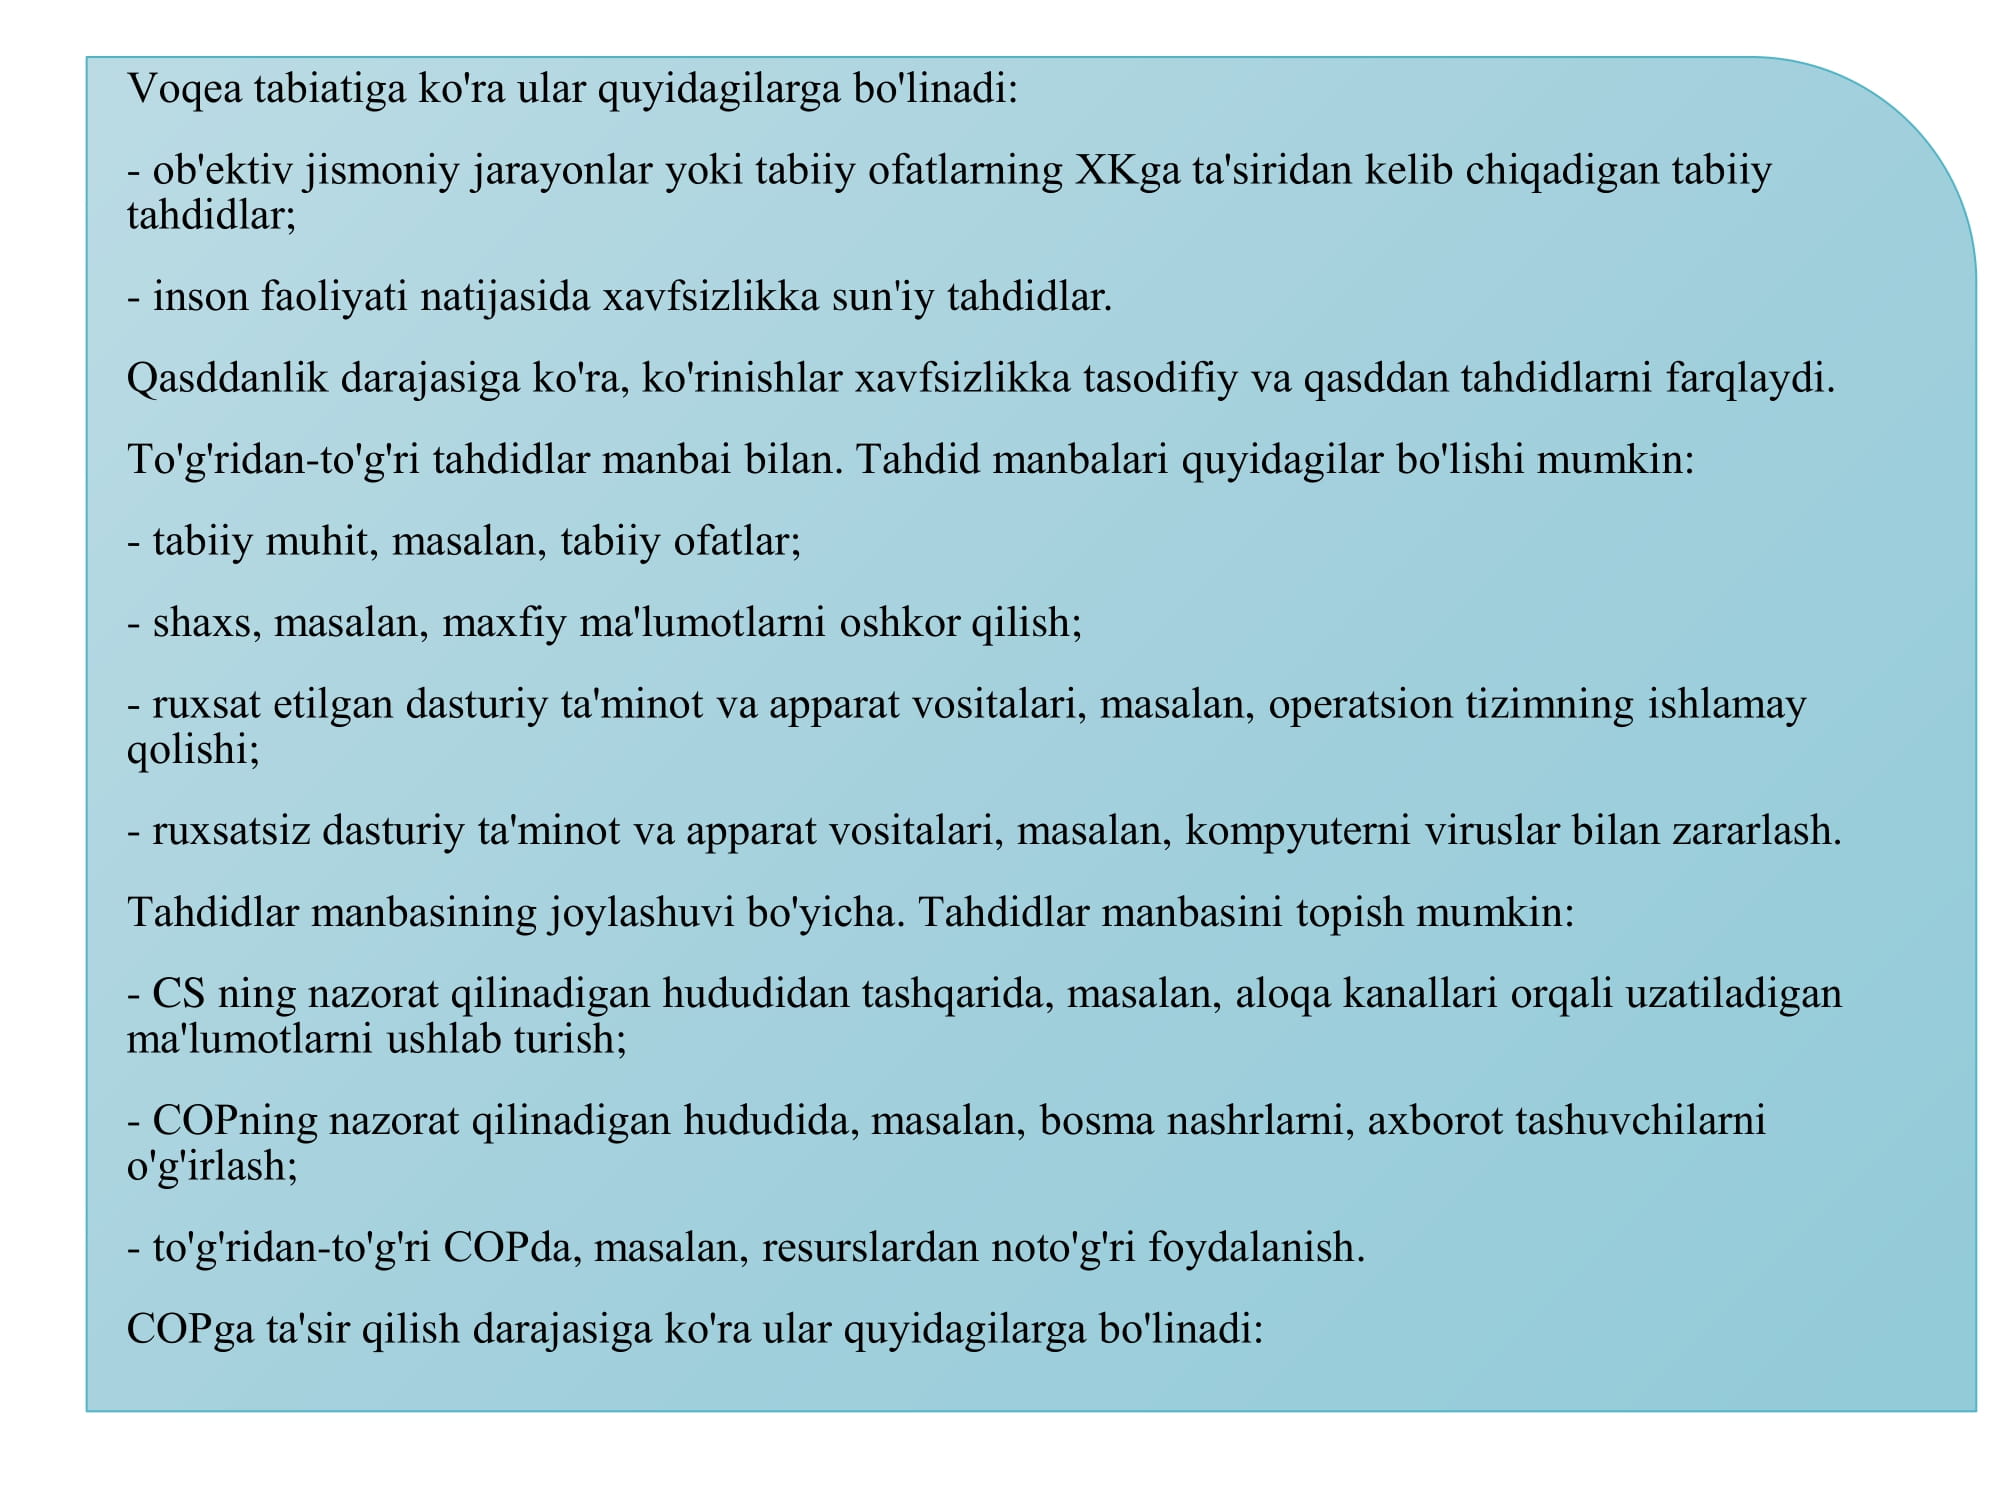 Voqea tabiatiga ko'ra ular quyidagilarga bo'linadi:
- ob'ektiv jismoniy jarayonlar yoki tabiiy ofatlarning XKga ta'siridan kelib chiqadigan tabiiy
tahdidlar;
- inson faoliyati natijasida xavfsizlikka sun'iy tahdidlar.
Qasddanlik darajasiga ko'ra, ko'rinishlar xavfsizlikka tasodifiy va qasddan tahdidlarni farqlaydi.
To'g'ridan-to'g'ri tahdidlar manbai bilan. Tahdid manbalari quyidagilar bo'lishi mumkin:
- tabiiy muhit, masalan, tabiiy ofatlar;
- shaxs, masalan, maxfiy ma'lumotlarni oshkor qilish;
- ruxsat etilgan dasturiy ta'minot va apparat vositalari, masalan, operatsion tizimning ishlamay
qolishi;
- ruxsatsiz dasturiy ta'minot va apparat vositalari, masalan, kompyuterni viruslar bilan zararlash.
Tahdidlar manbasining joylashuvi bo'yicha. Tahdidlar manbasini topish mumkin:
- CS ning nazorat qilinadigan hududidan tashqarida, masalan, aloqa kanallari orqali uzatiladigan
ma'lumotlarni ushlab turish;
- COPning nazorat qilinadigan hududida, masalan, bosma nashrlarni, axborot tashuvchilarni
o'g'irlash;
- to'g'ridan-to'g'ri COPda, masalan, resurslardan noto'g'ri foydalanish.
COPga ta'sir qilish darajasiga ko'ra ular quyidagilarga bo'linadi: